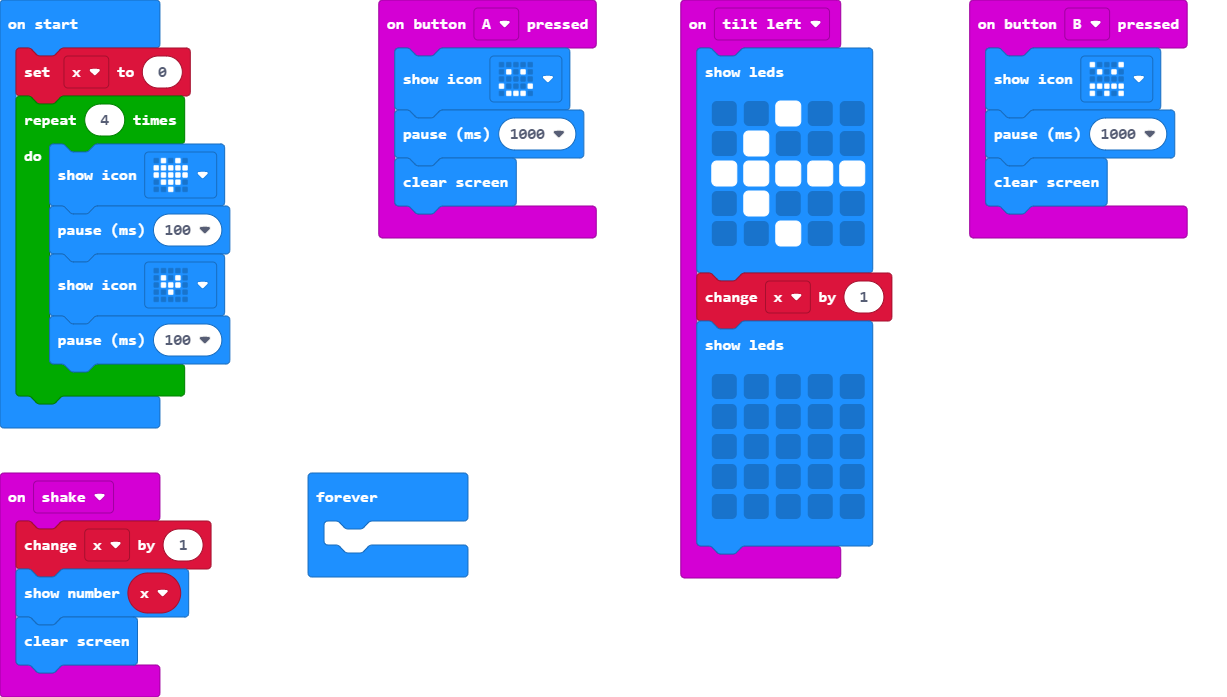 on start
set x to 0
repeat 4 times
do
show icon
pause (ms) 100
show icon
pause (ms) 100
on button A pressed
show icon
pause (ms) 1000
clear screen
on tilt left
show leds
change x by 1
show leds
on button B pressed
show icon
pause (ms) 1000
clear screen
on shake
change x by 1
show number x
clear screen
forever